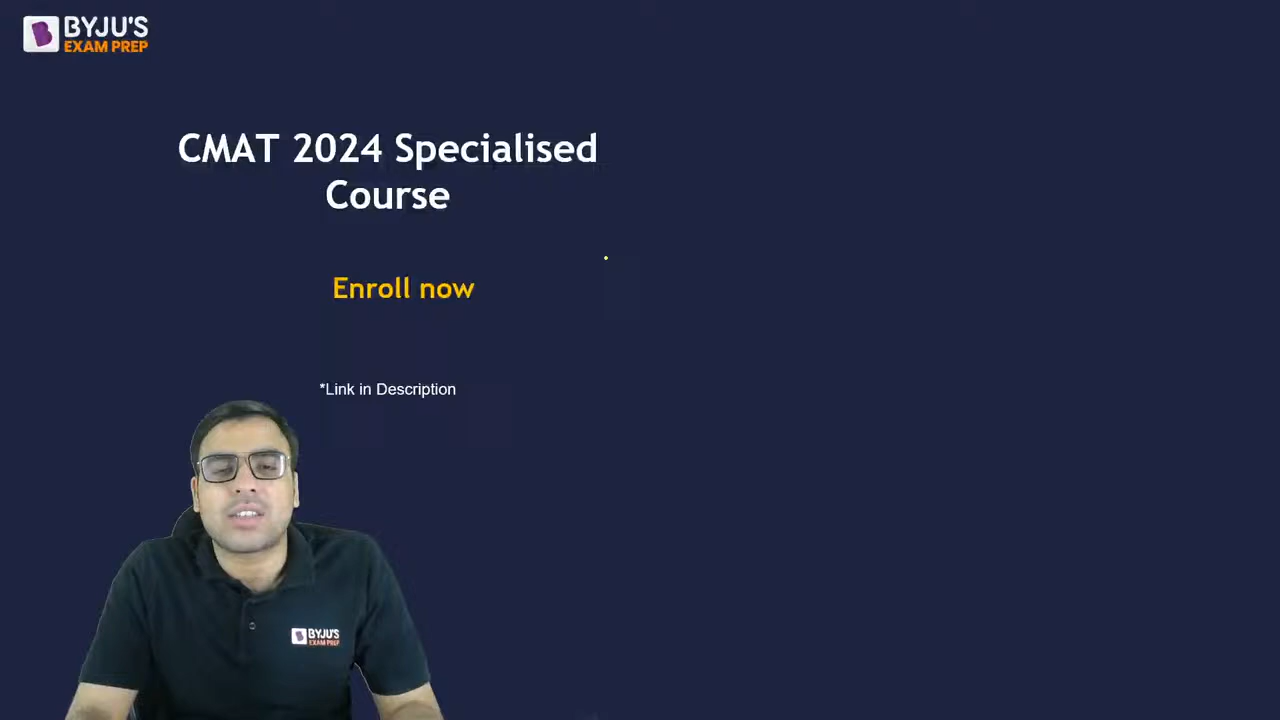 BYJU'S
EXAM PREP
CMAT 2024 Specialised
Course
Enroll now
*Link in Description
BYJU'S
EXAM PREP